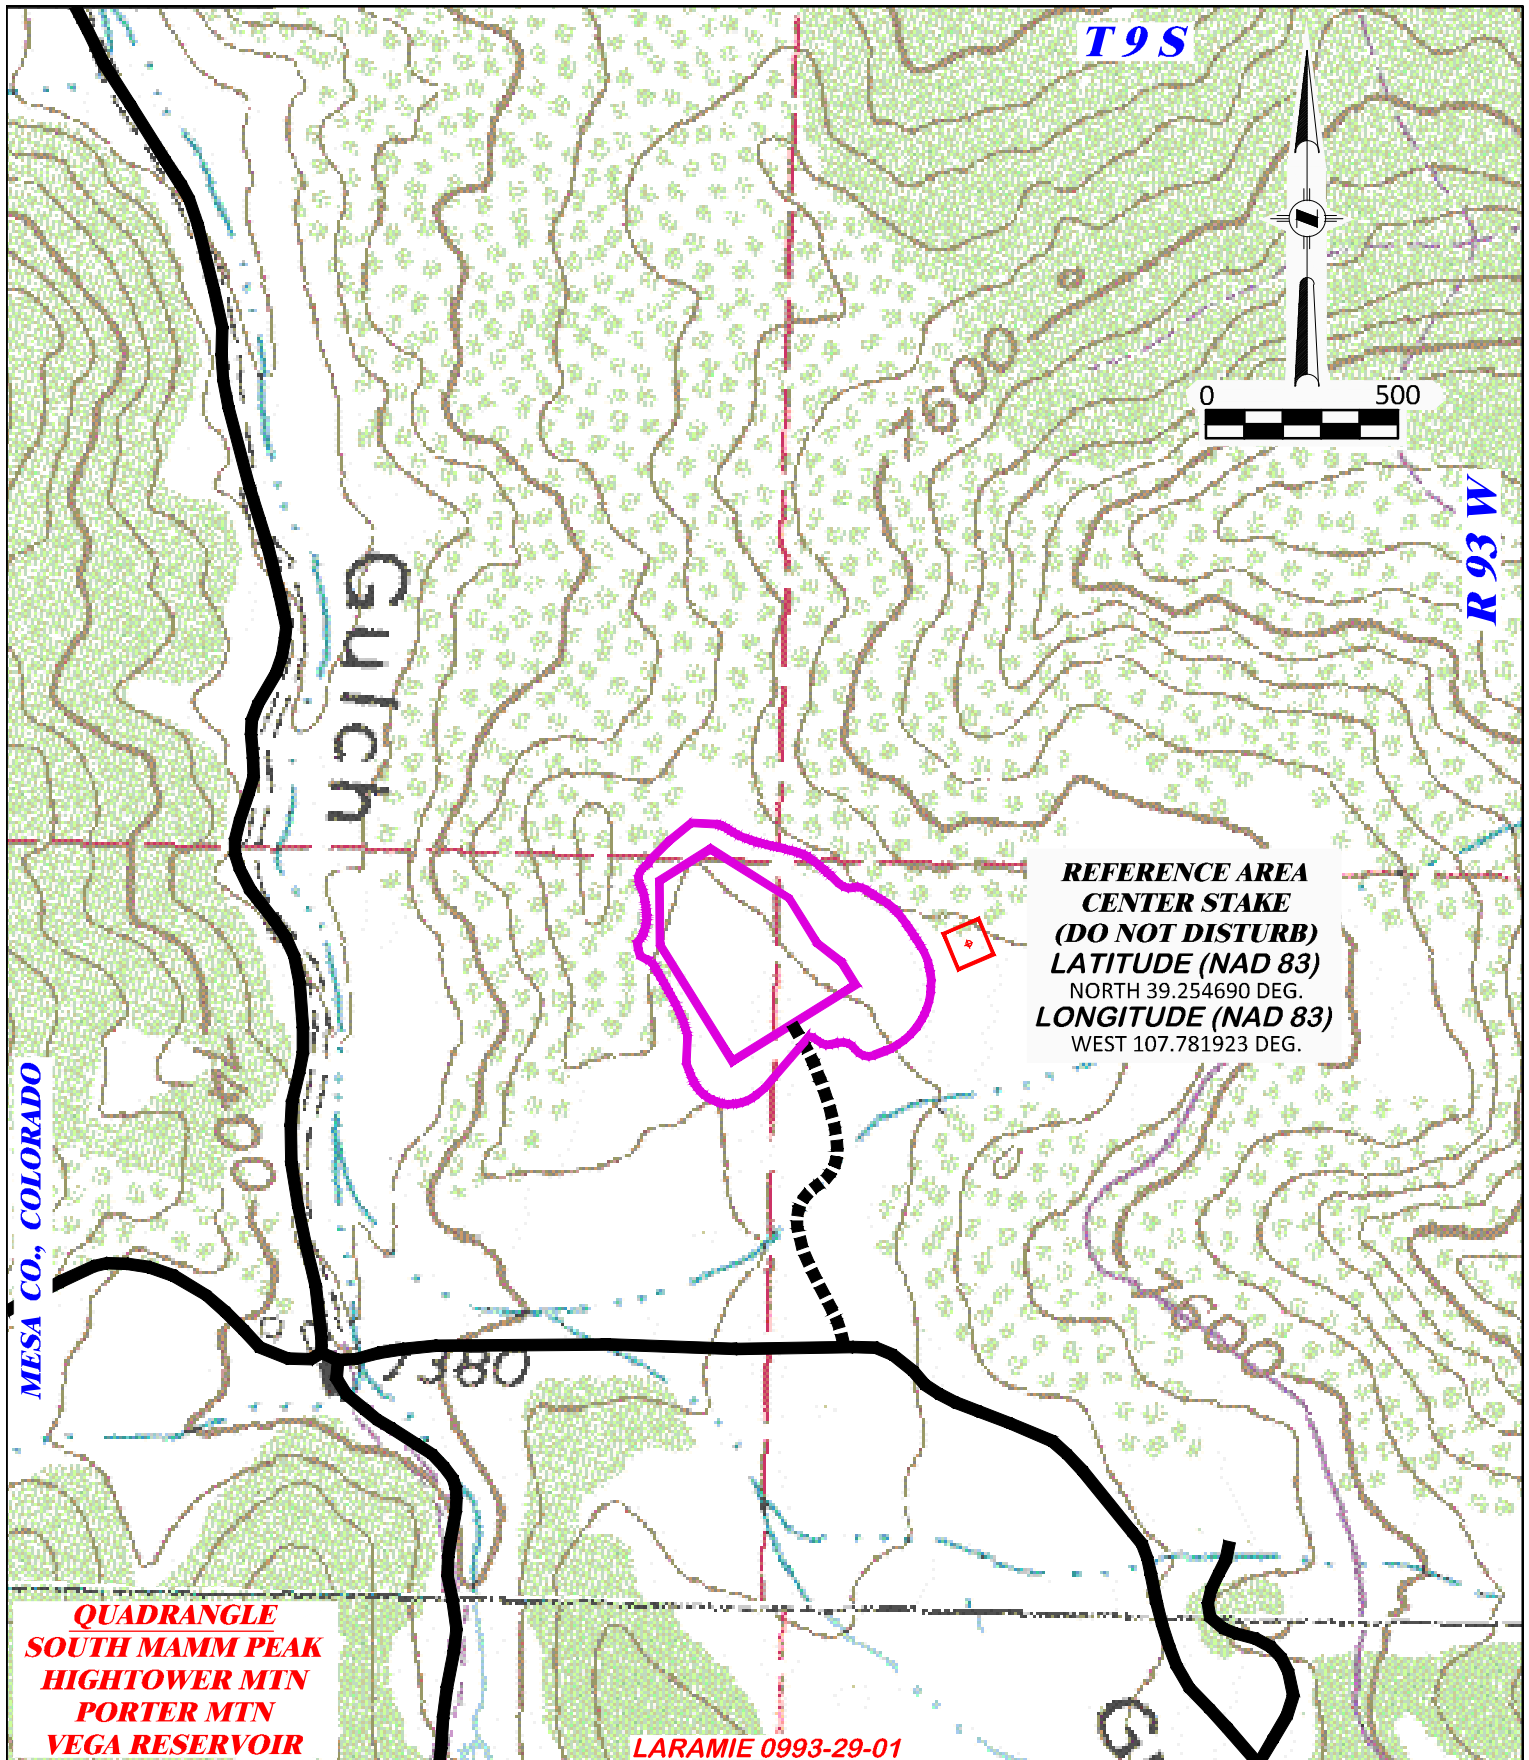 T 9 S
0 500
1600
R 93 W
Gulch
REFERENCE AREA
CENTER STAKE
(DO NOT DISTURB)
LATITUDE (NAD 83)
NORTH 39.254690 DEG.
LONGITUDE (NAD 83)
WEST 107.781923 DEG.
7400
MESA CO., COLORADO
7600
7380
QUADRANGLE
SOUTH MAMM PEAK
HIGHTOWER MTN
PORTER MTN
VEGA RESERVOIR
LARAMIE 0993-29-01